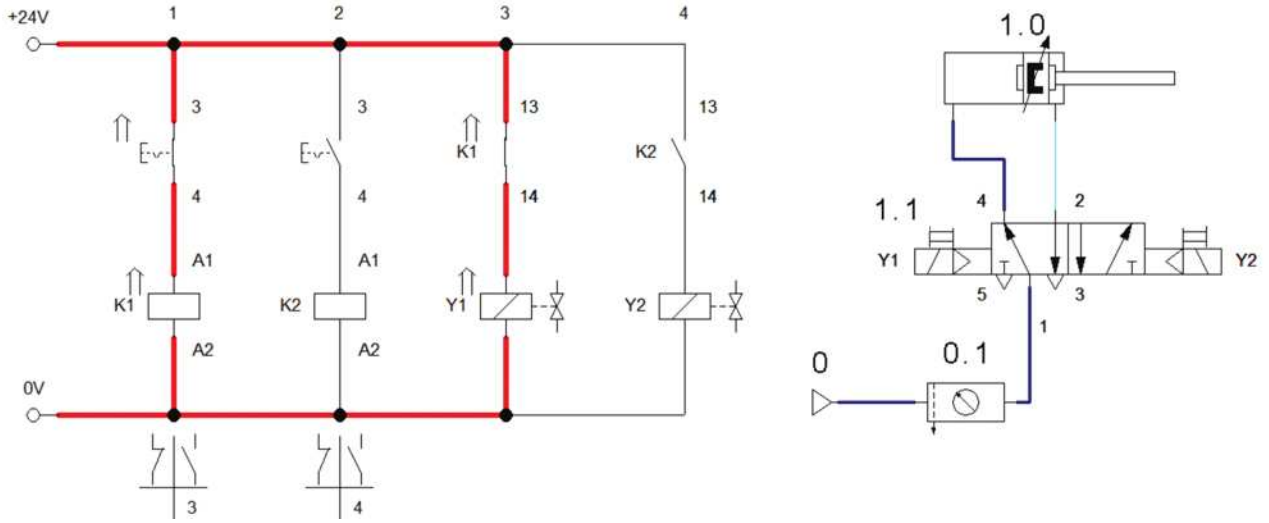 1 2 3 4
+24V
3 3 13 13
K1 K2
4 4 14 14
A1 A1
K1 K2 Y1 Y2
A2 A2
0V
3 4
1.0
4 2
1.1
Y1 Y2
5 3
1
0 0.1